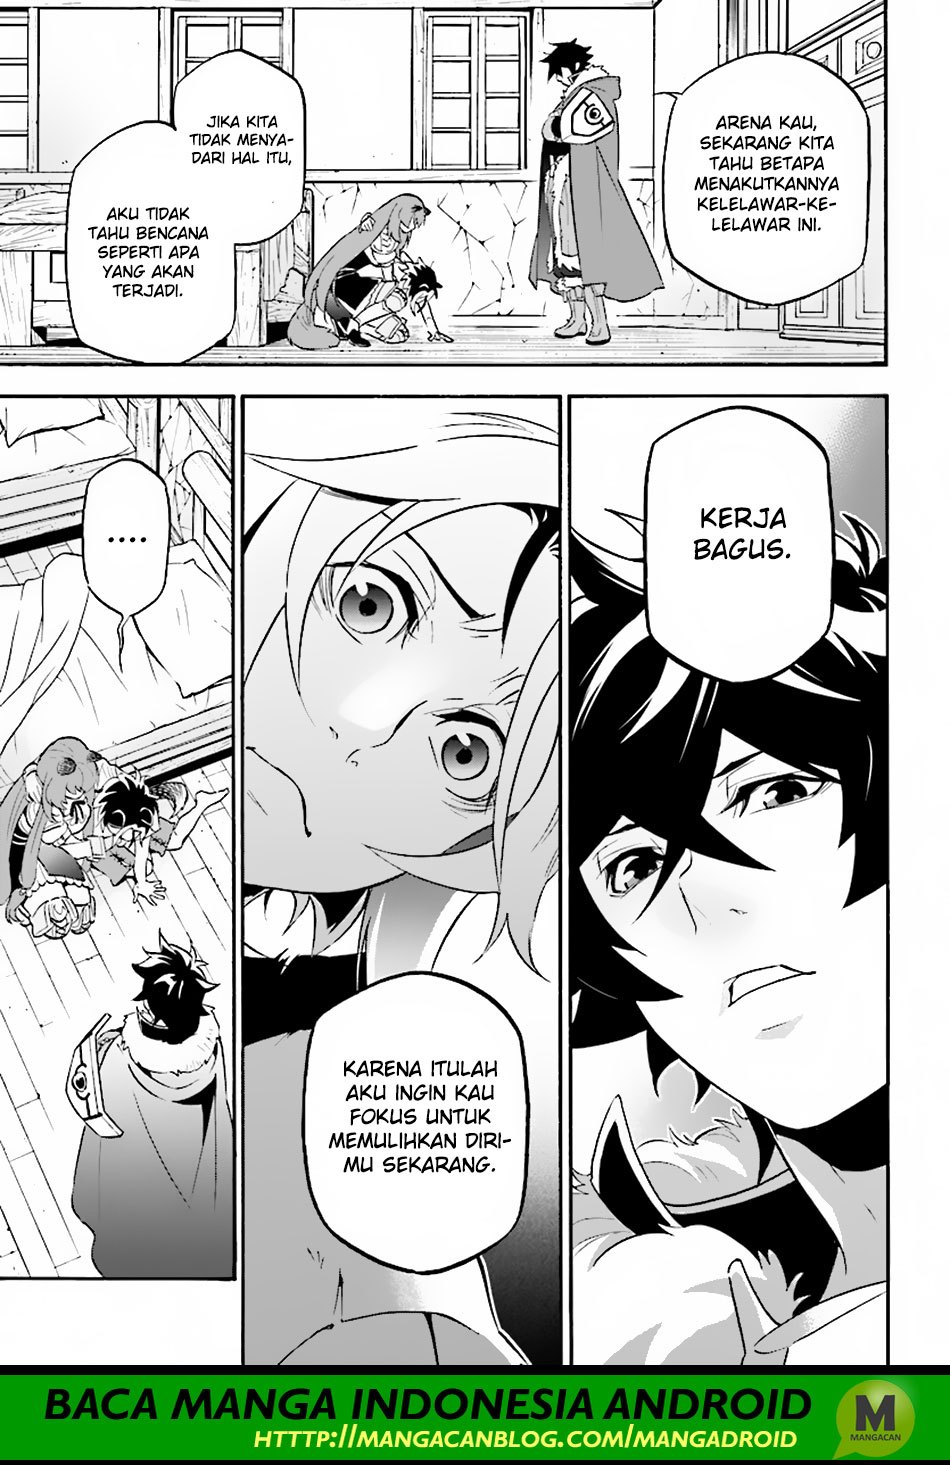 ARENA KAU,
SEKARANG KITA
TAHU BETAPA
MENAKUTKANNYA
KELELAWAR-KE-
LELAWAR INI.
JIKA KITA
TIDAK MENYA-
DARI HAL ITU,
AKU TIDAK
TAHU BENCANA
SEPERTI APA
YANG AKAN
TERJADI.
KERJA
BAGUS.
KARENA ITULAH
AKU INGIN KAU
FOKUS UNTUK
MEMULIHKAN DIRI-
MU SEKARANG.
....
BACA MANGA INDONESIA ANDROID
HTTTP://MANGACANBLOG.COM/MANGADROID
M
MANGACAN